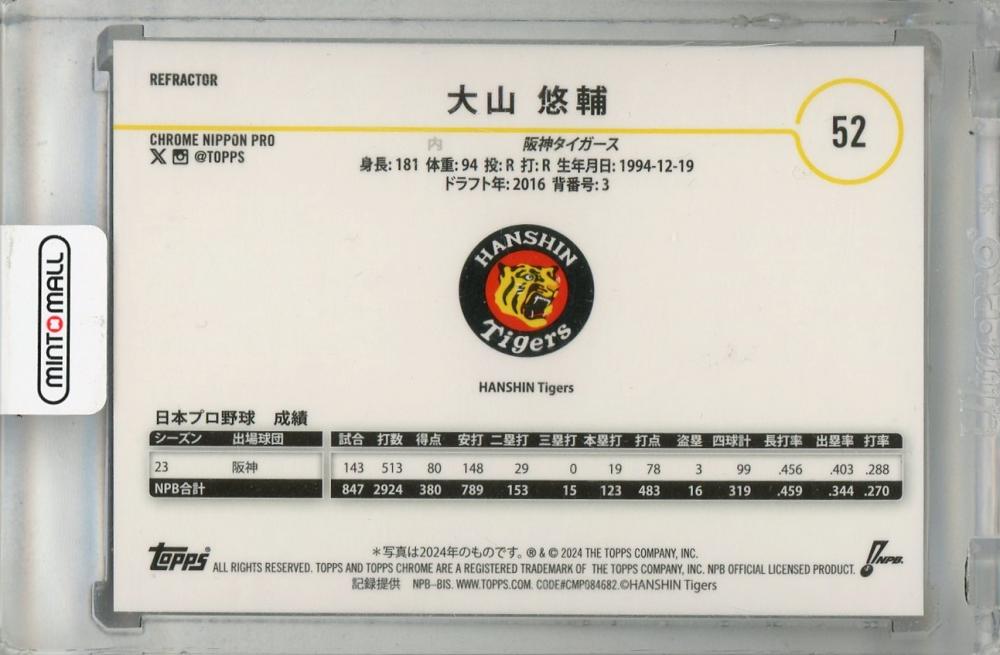 REFRACTOR
大山 悠輔
52
CHROME NIPPON PRO
@TOPPS
内 阪神タイガース
身長: 181 体重: 94 投: R 打: R 生年月日: 1994-12-19
ドラフト年: 2016 背番号: 3
HANSHIN
Tigers
HANSHIN Tigers
MINTOMALL
日本プロ野球 成績
シーズン 出場球団 試合 打数 得点 安打 二塁打 三塁打 本塁打 打点 盗塁 四球計 長打率 出塁率 打率
23 阪神 143 513 80 148 29 0 19 78 3 99 .456 .403 .288
NPB合計 847 2924 380 789 153 15 123 483 16 319 .459 .344 .270
topps®
＊写真は2024年のものです。 ® & © 2024 THE TOPPS COMPANY, INC.
ALL RIGHTS RESERVED. TOPPS AND TOPPS CHROME ARE A REGISTERED TRADEMARK OF THE TOPPS COMPANY, INC. NPB OFFICIAL LICENSED PRODUCT.
NPB.
記録提供 NPB-BIS. WWW.TOPPS.COM. CODE#CMP084682.©HANSHIN Tigers